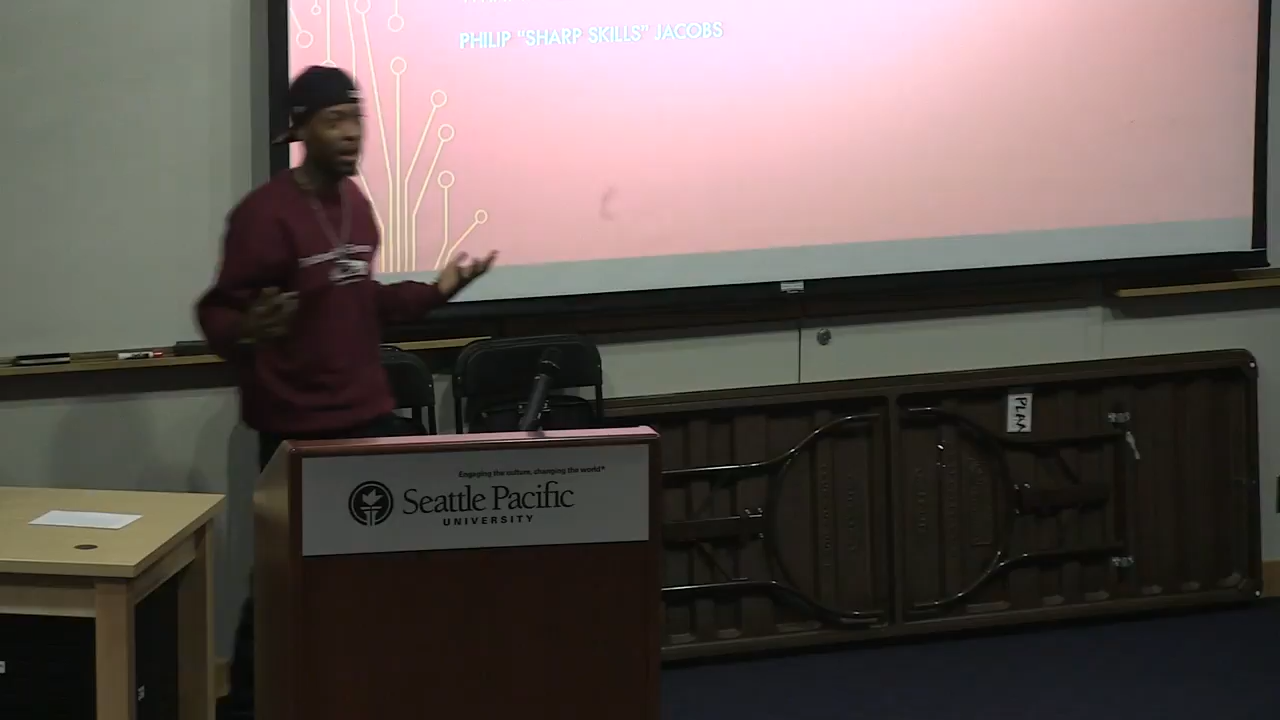 PHILIP "SHARP SKILLS" JACOBS
Engaging the culture, changing the world®
Seattle Pacific
UNIVERSITY